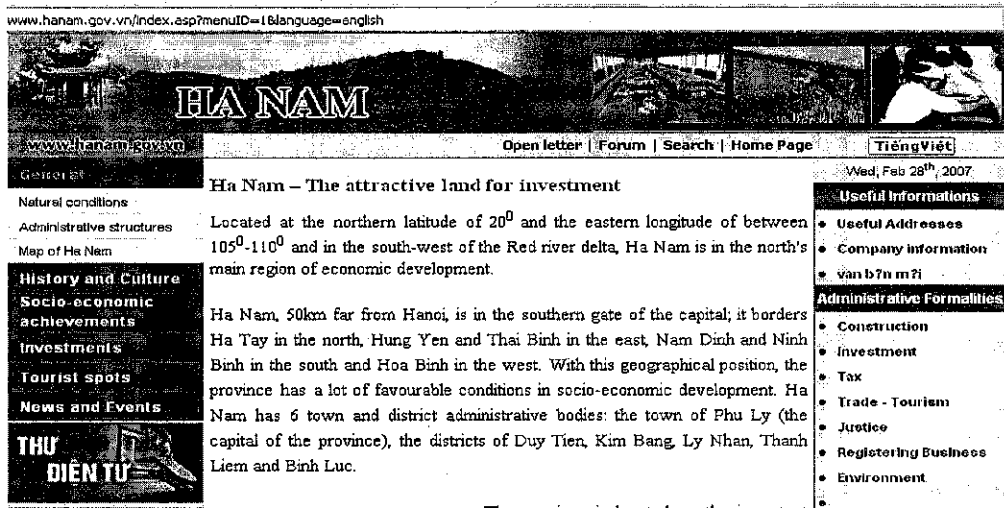 www.hanam.gov.vn/index.asp?menuID=1&language=english
HA NAM
www.hanam.gov.vn
Open letter | Forum | Search | Home Page
TiếngViệt
General
Natural conditions
Administrative structures
Map of Ha Nam
History and Culture
Socio-economic
achievements
Investments
Tourist spots
News and Events
THƯ
ĐIỆN TỬ
Ha Nam – The attractive land for investment
Located at the northern latitude of 20⁰ and the eastern longitude of between
105⁰-110⁰ and in the south-west of the Red river delta, Ha Nam is in the north's
main region of economic development.
Ha Nam, 50km far from Hanoi, is in the southern gate of the capital; it borders
Ha Tay in the north, Hung Yen and Thai Binh in the east, Nam Dinh and Ninh
Binh in the south and Hoa Binh in the west. With this geographical position, the
province has a lot of favourable conditions in socio-economic development. Ha
Nam has 6 town and district administrative bodies: the town of Phu Ly (the
capital of the province), the districts of Duy Tien, Kim Bang, Ly Nhan, Thanh
Liem and Binh Luc.
Wed, Feb 28th, 2007
Useful Informations
• Useful Addresses
• Company information
• van b?n m?i
Administrative Formalities
• Construction
• Investment
• Tax
• Trade - Tourism
• Justice
• Registering Business
• Environment